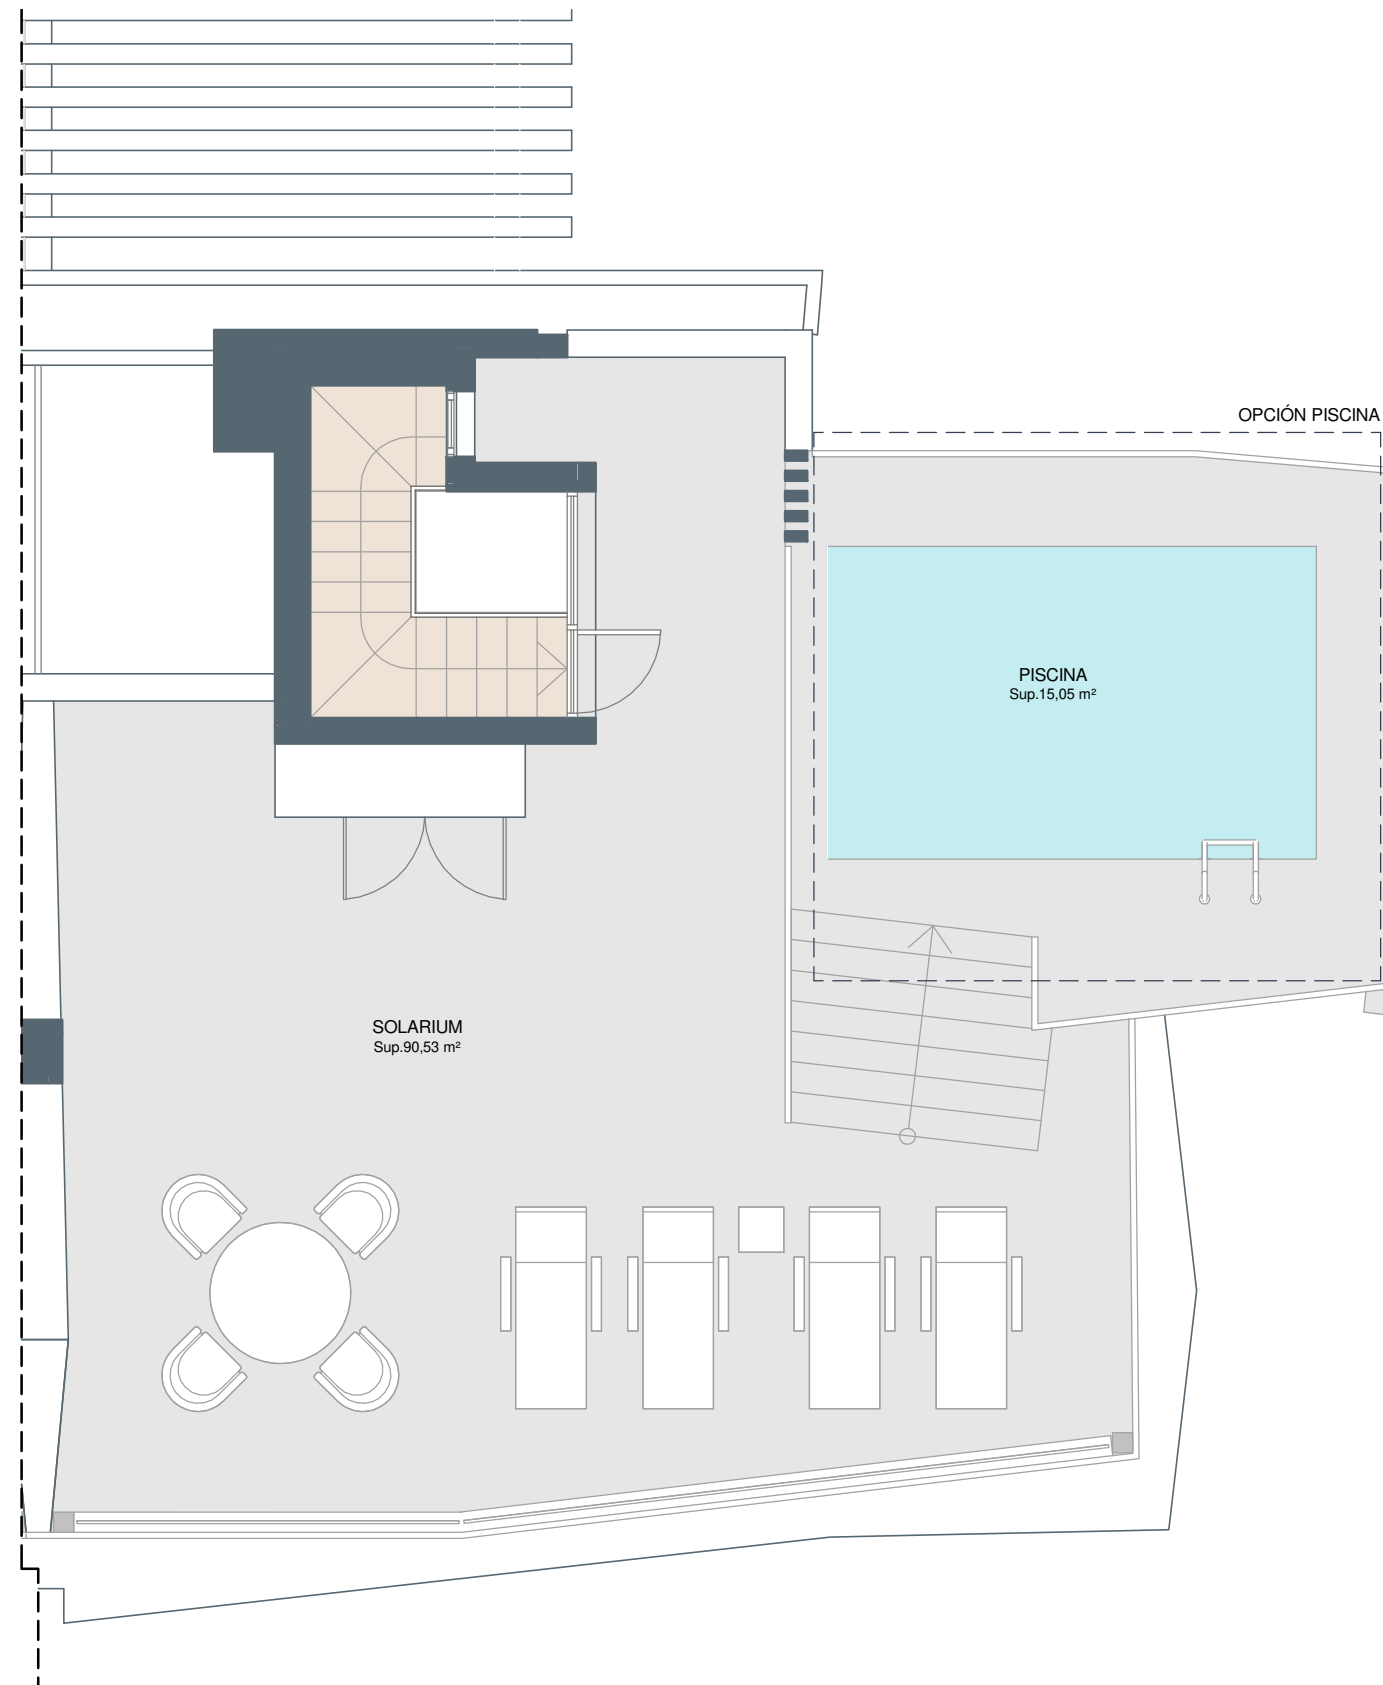 OPCIÓN PISCINA
PISCINA
Sup.15,05 m²
SOLARIUM
Sup.90,53 m²